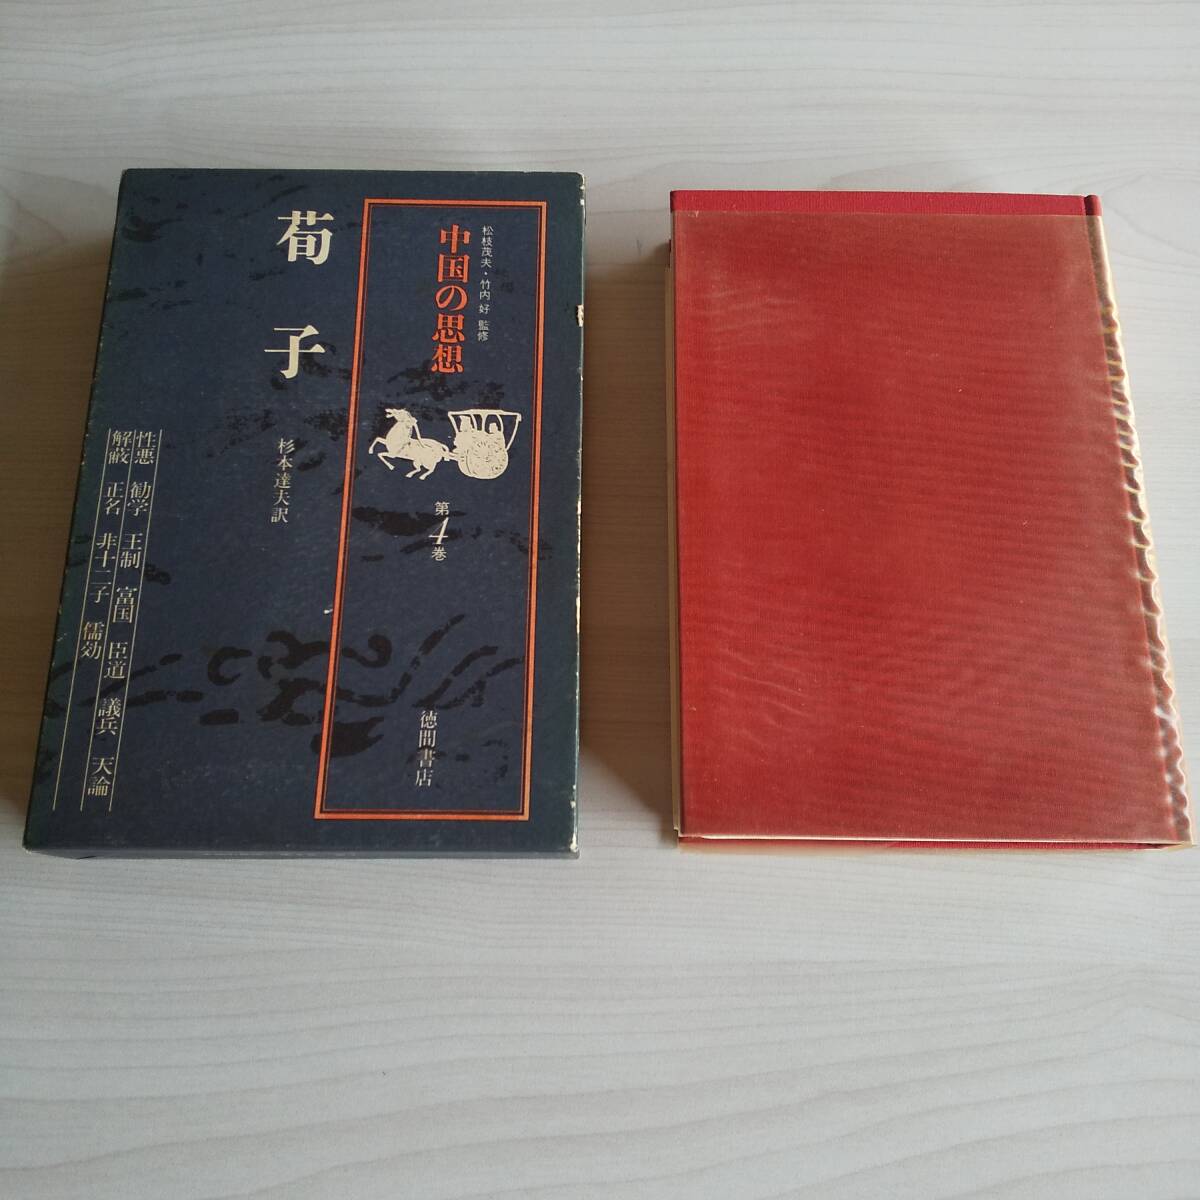 松枝茂夫・竹内 好 監修
中国の思想
第4巻
徳間書店
荀子
杉本達夫訳
性悪 勧学 王制 富国 臣道 議兵 天論
解蔽 正名 非十二子 儒効